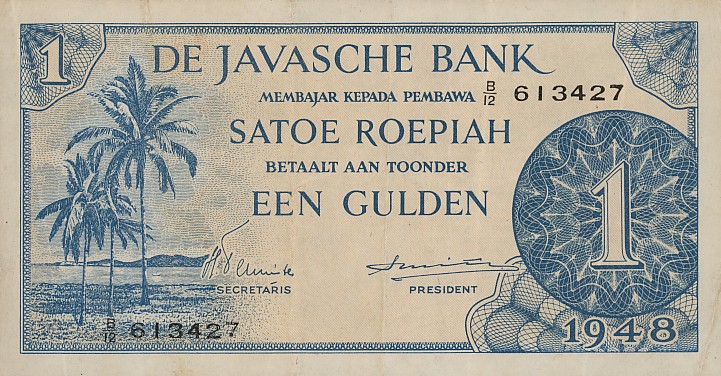 1
DE JAVASCHE BANK
MEMBAJAR KEPADA PEMBAWA B/12 613427
SATOE ROEPIAH
BETAALT AAN TOONDER
EEN GULDEN
1
SECRETARIS PRESIDENT
B/12 613427
1948